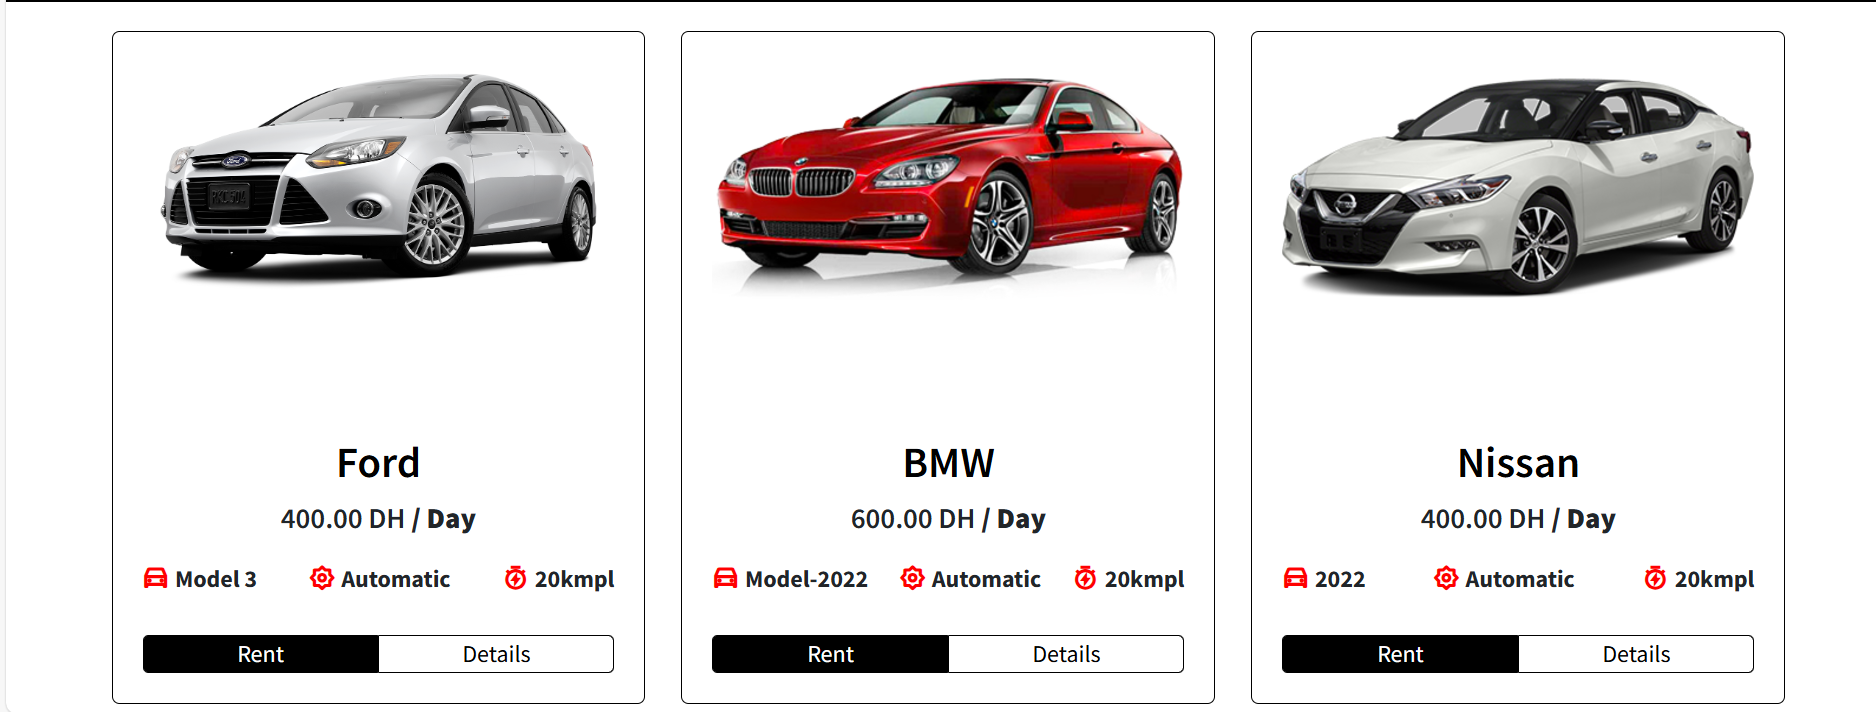 Ford
400.00 DH / Day
Model 3 Automatic 20kmpl
Rent Details
BMW
600.00 DH / Day
Model-2022 Automatic 20kmpl
Rent Details
Nissan
400.00 DH / Day
2022 Automatic 20kmpl
Rent Details